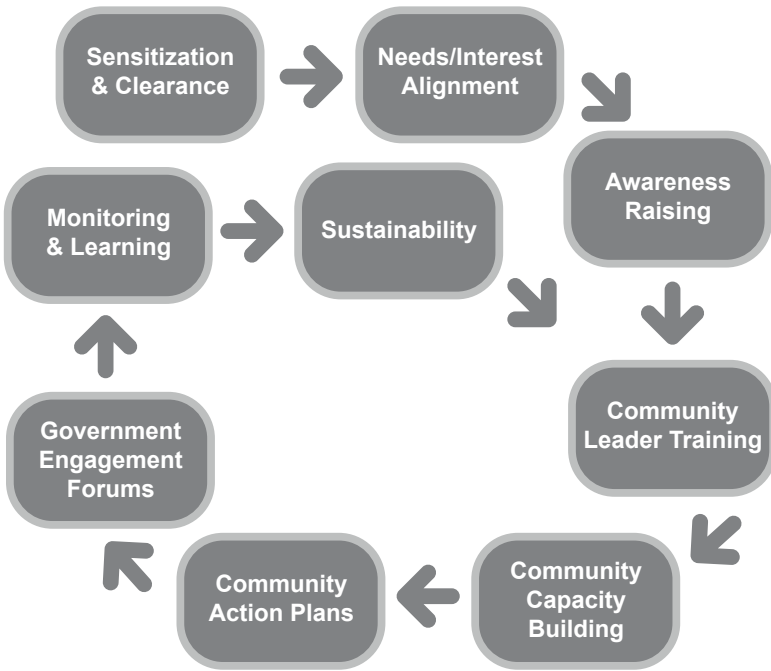 Sensitization
& Clearance
Needs/Interest
Alignment
Awareness
Raising
Community
Leader Training
Community
Capacity
Building
Community
Action Plans
Government
Engagement
Forums
Monitoring
& Learning
Sustainability